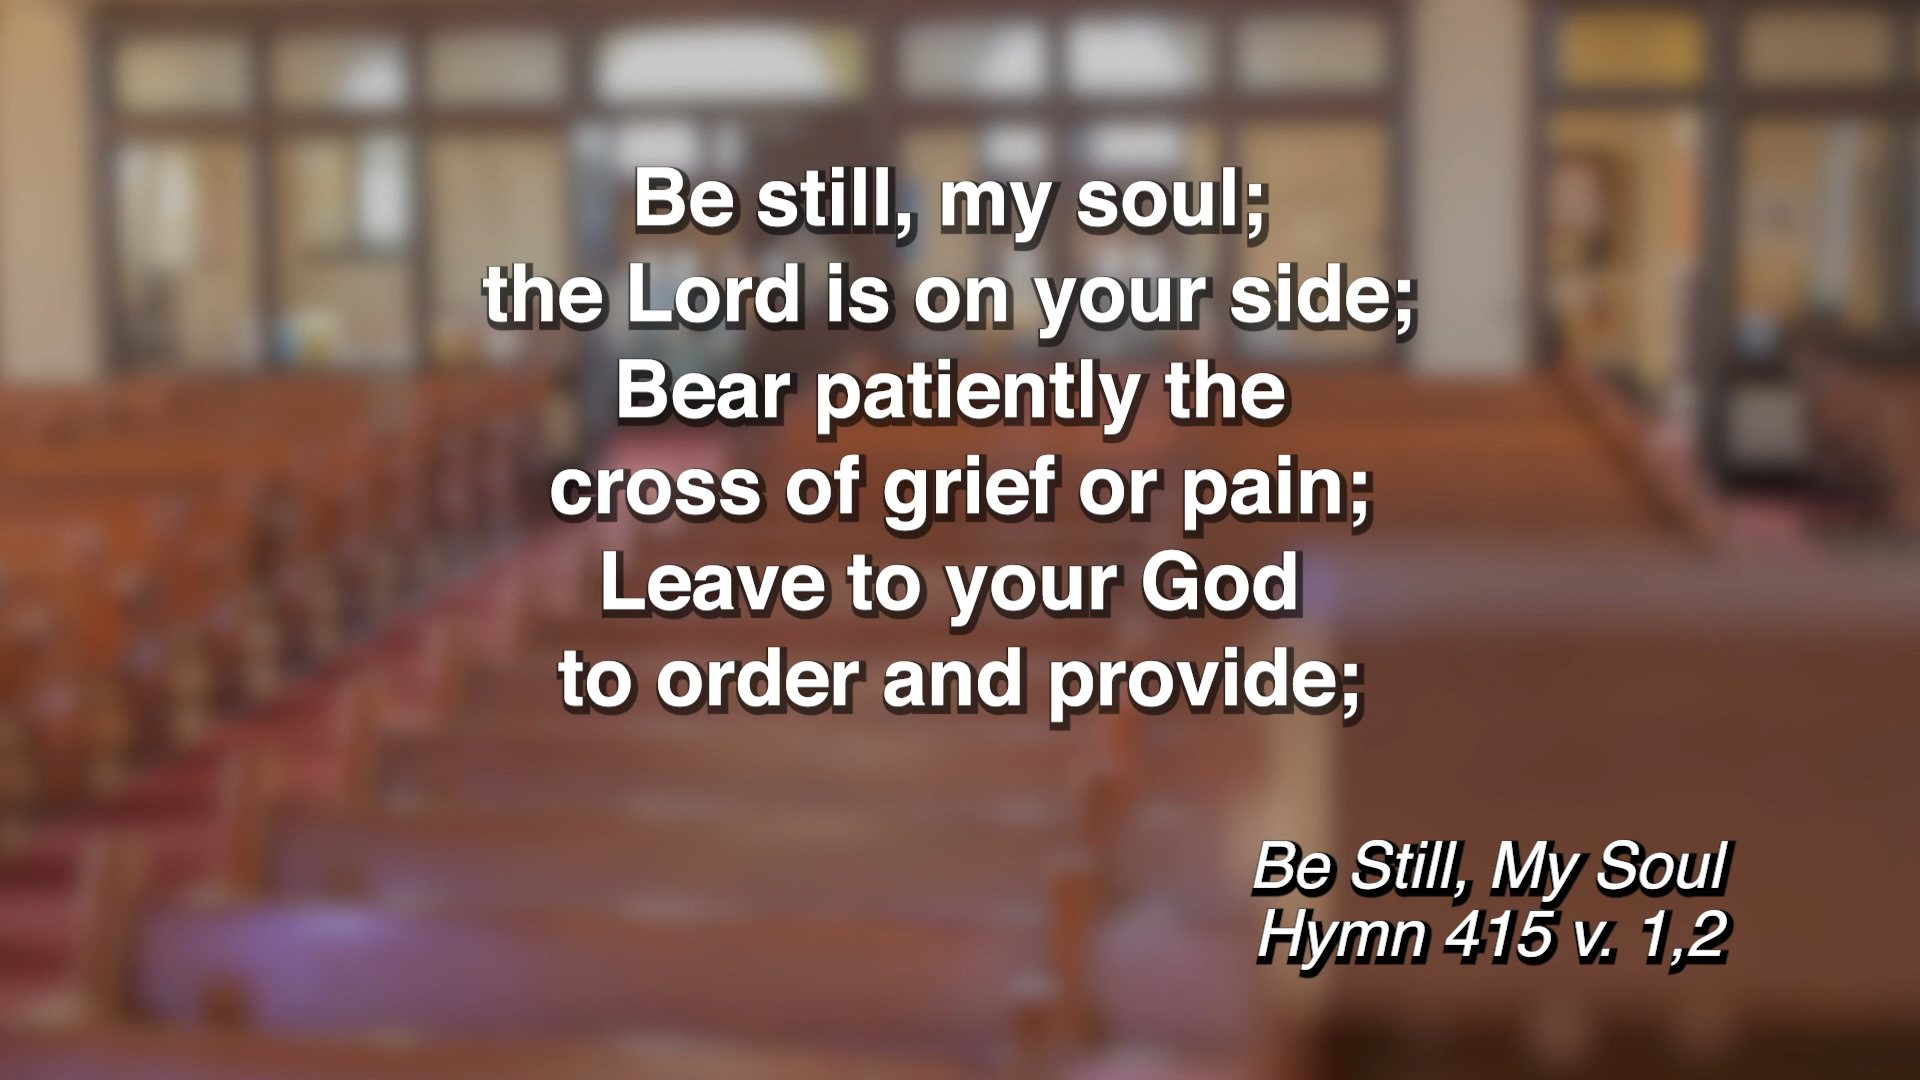 Be still, my soul;
the Lord is on your side;
Bear patiently the
cross of grief or pain;
Leave to your God
to order and provide;
Be Still, My Soul
Hymn 415 v. 1,2